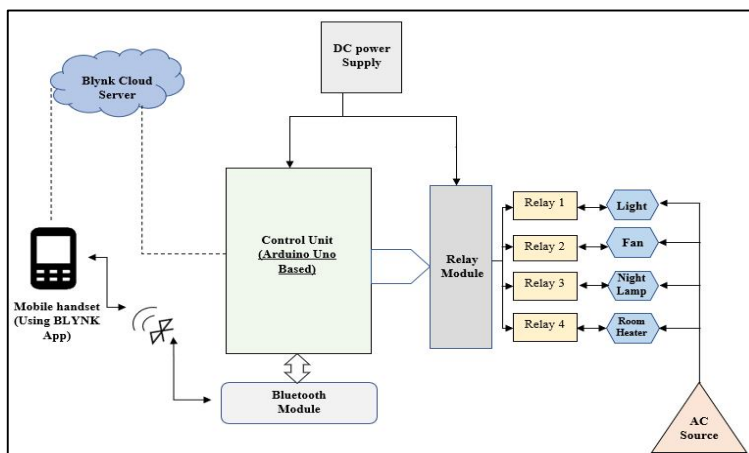 DC power
Supply
Blynk Cloud
Server
Control Unit
(Arduino Uno
Based)
Relay
Module
Relay 1
Light
Relay 2
Fan
Relay 3
Night
Lamp
Relay 4
Room
Heater
Mobile handset
(Using BLYNK
App)
Bluetooth
Module
AC
Source